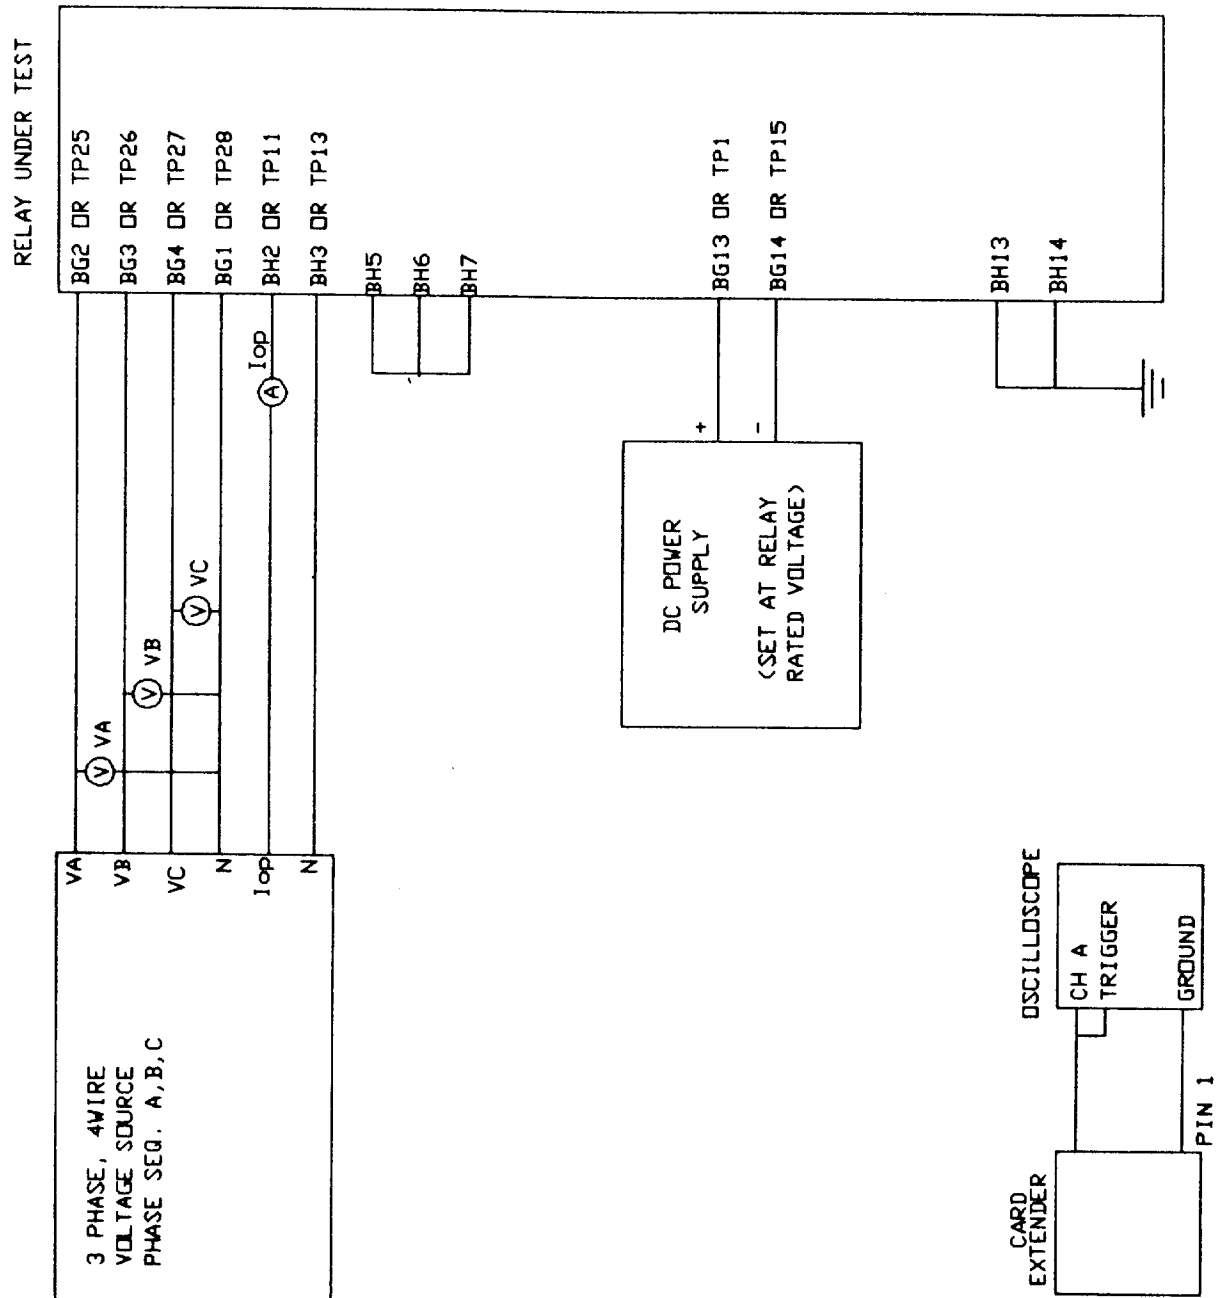 RELAY UNDER TEST
BG2 OR TP25
BG3 OR TP26
BG4 OR TP27
BG1 OR TP28
BH2 OR TP11
BH3 OR TP13
BH5
BH6
BH7
BG13 OR TP1
BG14 OR TP15
BH13
BH14
Iop
A
V VC
V VB
V VA
+
-
DC POWER
SUPPLY
(SET AT RELAY
RATED VOLTAGE)
VA
VB
VC
N
Iop
N
3 PHASE, 4WIRE
VOLTAGE SOURCE
PHASE SEQ. A,B,C
OSCILLOSCOPE
CH A
TRIGGER
GROUND
PIN 1
CARD
EXTENDER